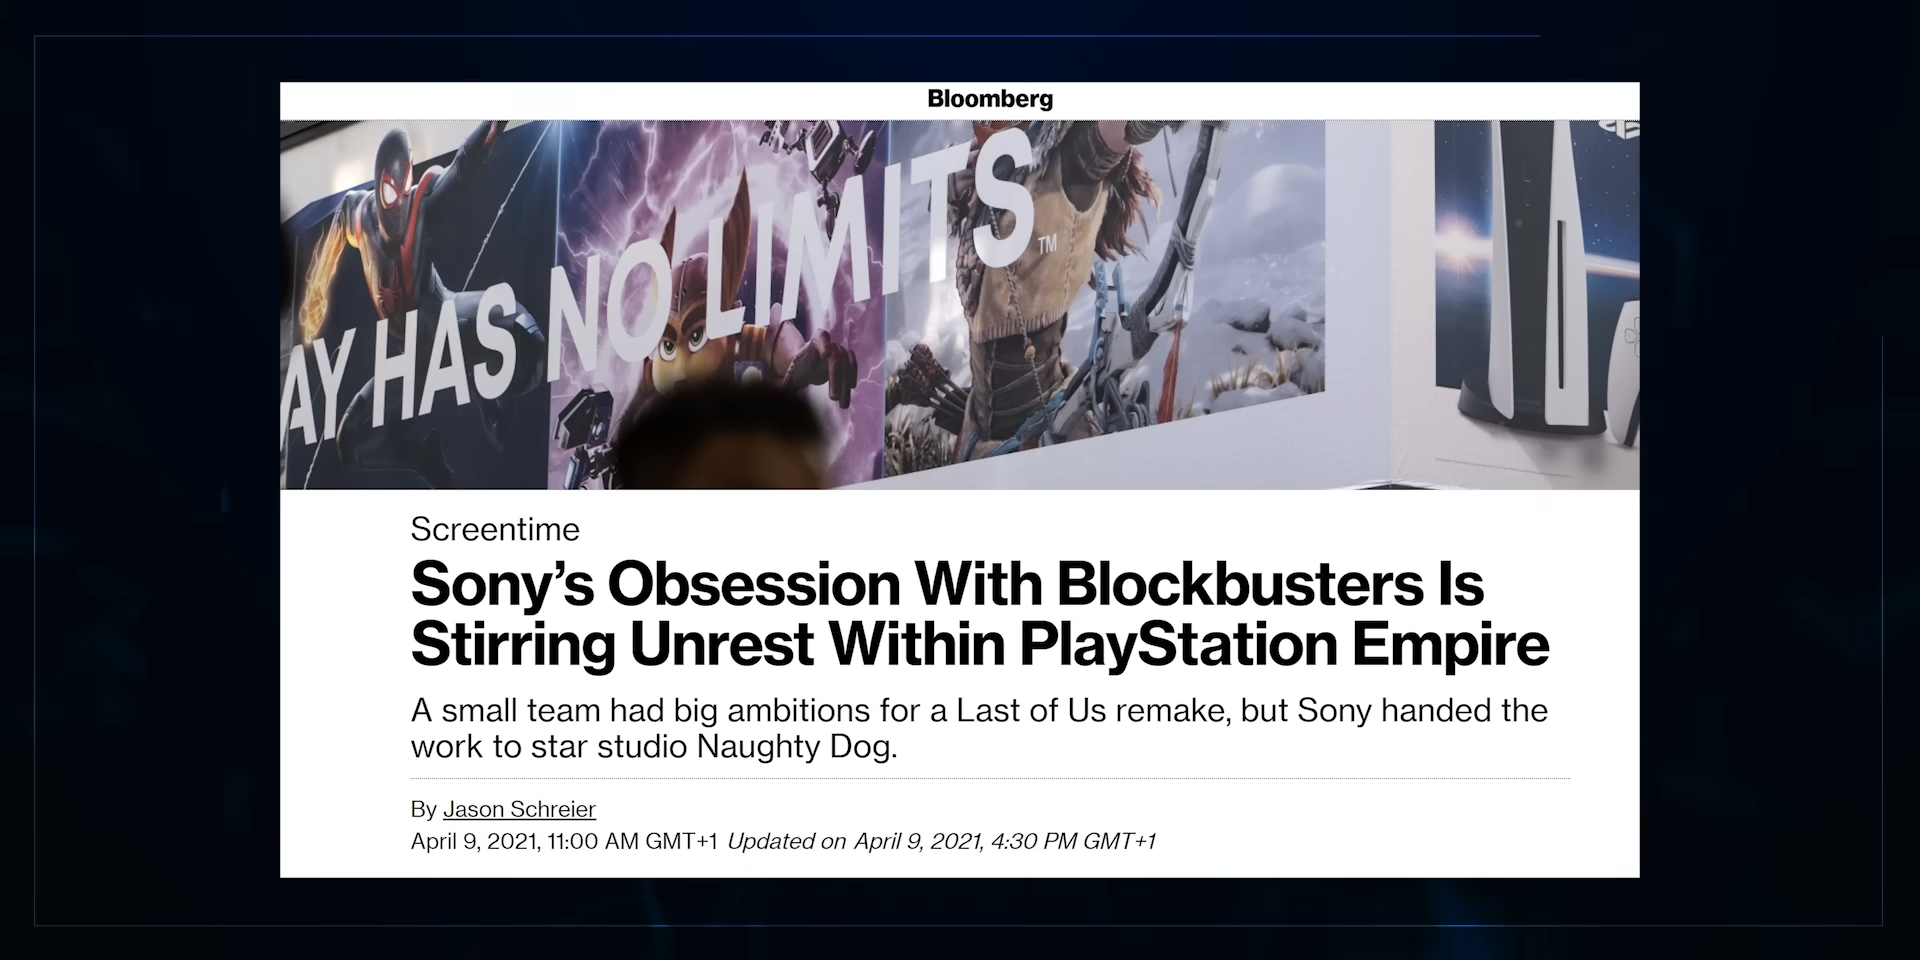 Bloomberg
AY HAS NO LIMITS™
Screentime
Sony’s Obsession With Blockbusters Is
Stirring Unrest Within PlayStation Empire
A small team had big ambitions for a Last of Us remake, but Sony handed the
work to star studio Naughty Dog.
By Jason Schreier
April 9, 2021, 11:00 AM GMT+1 Updated on April 9, 2021, 4:30 PM GMT+1